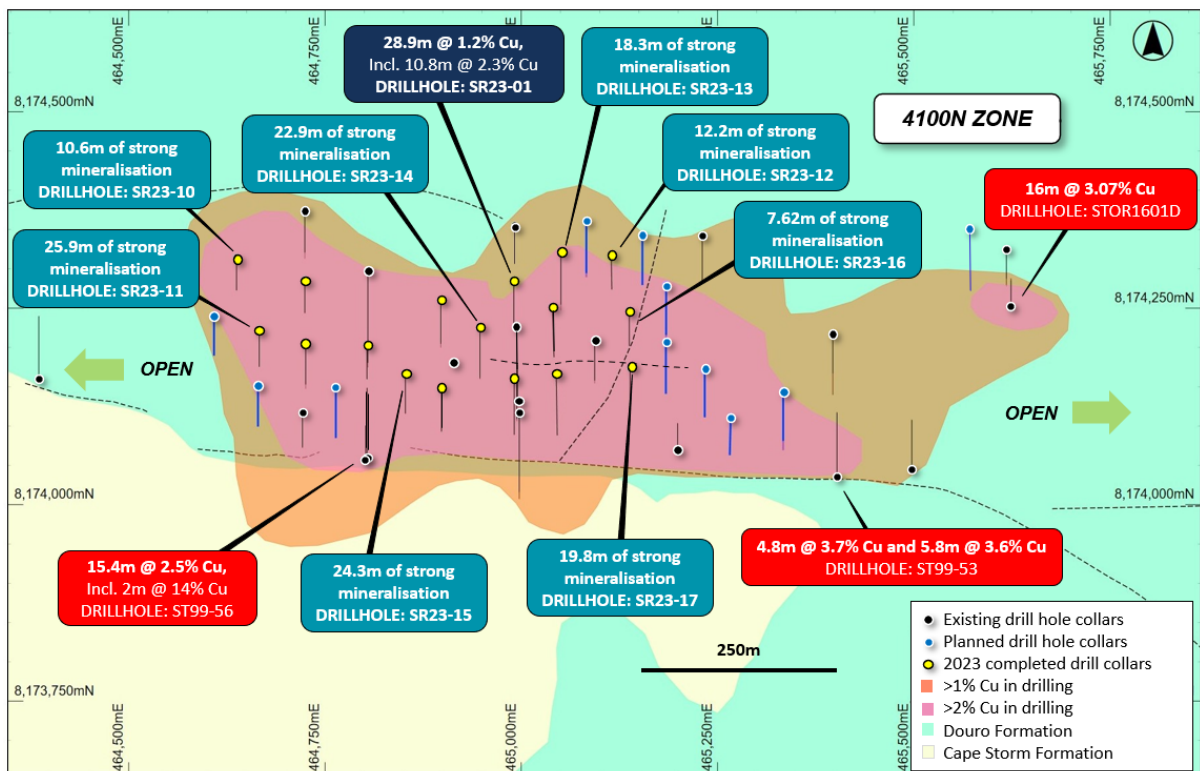 464,500mE
464,750mE
465,000mE
465,250mE
465,500mE
465,750mE
8,174,500mN
8,174,500mN
28.9m @ 1.2% Cu,
Incl. 10.8m @ 2.3% Cu
DRILLHOLE: SR23-01
18.3m of strong
mineralisation
DRILLHOLE: SR23-13
4100N ZONE
22.9m of strong
mineralisation
DRILLHOLE: SR23-14
12.2m of strong
mineralisation
DRILLHOLE: SR23-12
10.6m of strong
mineralisation
DRILLHOLE: SR23-10
16m @ 3.07% Cu
DRILLHOLE: STOR1601D
7.62m of strong
mineralisation
DRILLHOLE: SR23-16
25.9m of strong
mineralisation
DRILLHOLE: SR23-11
8,174,250mN
8,174,250mN
OPEN
OPEN
8,174,000mN
8,174,000mN
15.4m @ 2.5% Cu,
Incl. 2m @ 14% Cu
DRILLHOLE: ST99-56
24.3m of strong
mineralisation
DRILLHOLE: SR23-15
19.8m of strong
mineralisation
DRILLHOLE: SR23-17
4.8m @ 3.7% Cu and 5.8m @ 3.6% Cu
DRILLHOLE: ST99-53
250m
8,173,750mN
Existing drill hole collars
Planned drill hole collars
2023 completed drill collars
>1% Cu in drilling
>2% Cu in drilling
Douro Formation
Cape Storm Formation
464,500mE
464,750mE
465,000mE
465,250mE